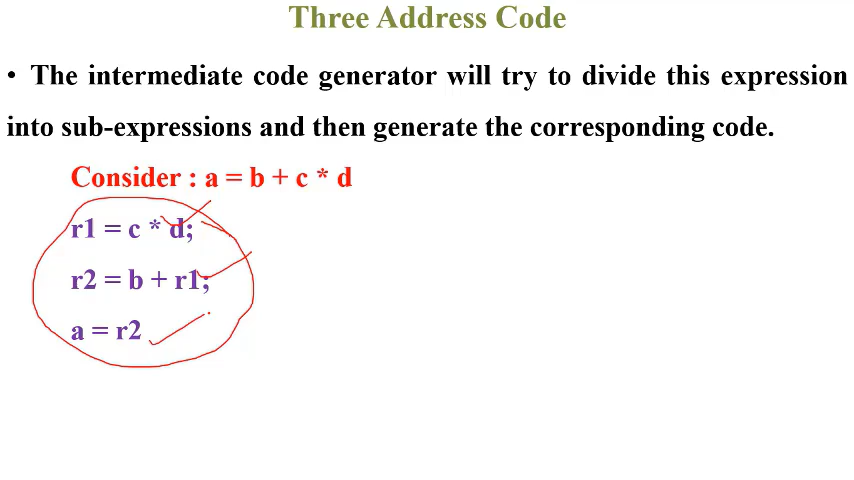 Three Address Code
• The intermediate code generator will try to divide this expression
into sub-expressions and then generate the corresponding code.
Consider : a = b + c * d
r1 = c * d;
r2 = b + r1;
a = r2